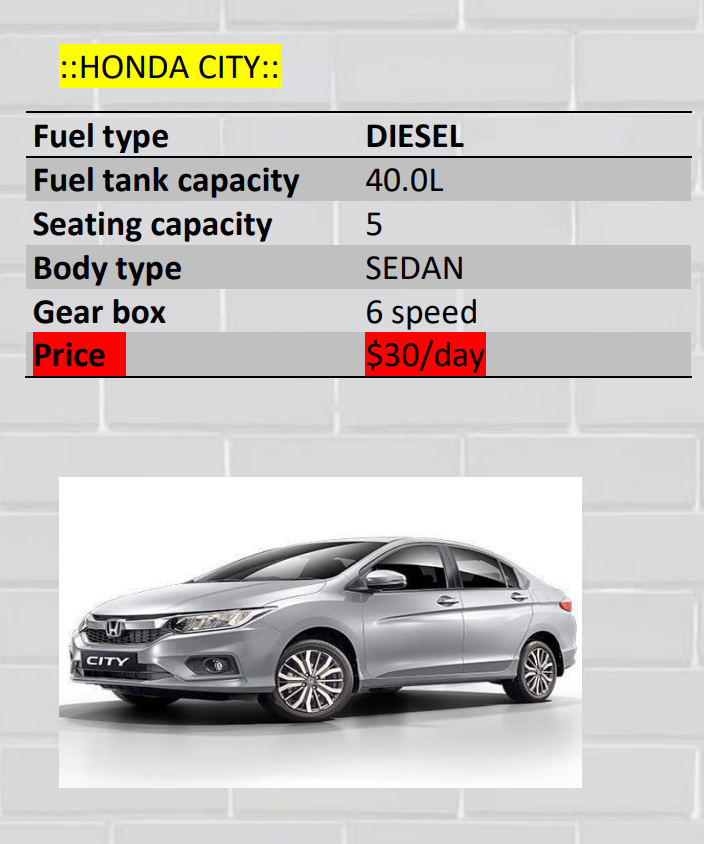 ::HONDA CITY::
Fuel type DIESEL
Fuel tank capacity 40.0L
Seating capacity 5
Body type SEDAN
Gear box 6 speed
Price $30/day
CITY